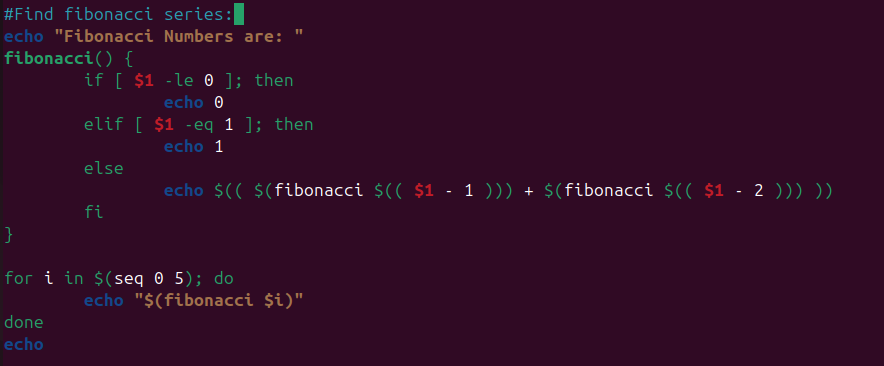 #Find fibonacci series:
echo "Fibonacci Numbers are: "
fibonacci() {
        if [ $1 -le 0 ]; then
                echo 0
        elif [ $1 -eq 1 ]; then
                echo 1
        else
                echo $(( $(fibonacci $(( $1 - 1 ))) + $(fibonacci $(( $1 - 2 ))) ))
        fi
}

for i in $(seq 0 5); do
        echo "$(fibonacci $i)"
done
echo